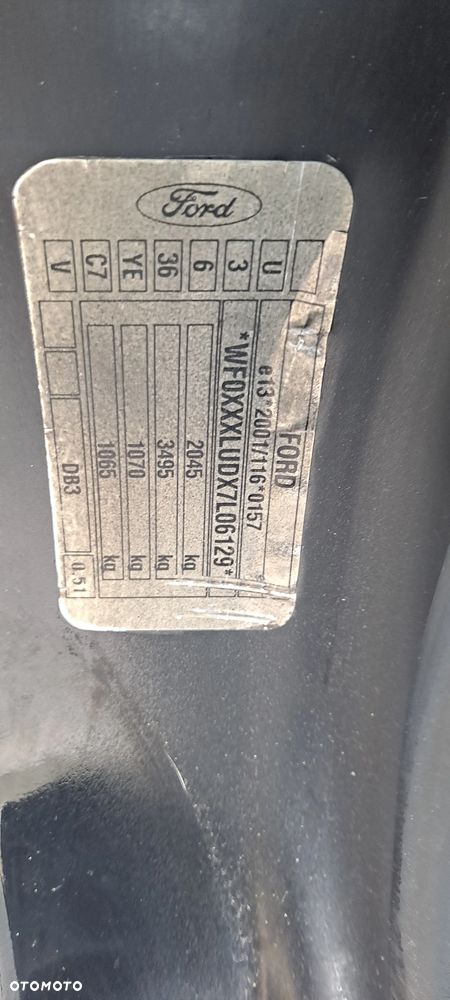 Ford
FORD
e13*2001/116*0157
*WF0XXXLUDX7L06129*
2045 kg
3495 kg
1070 kg
1065 kg
DB3 0.51
U
3
6
36
YE
C7
V
OTOMOTO